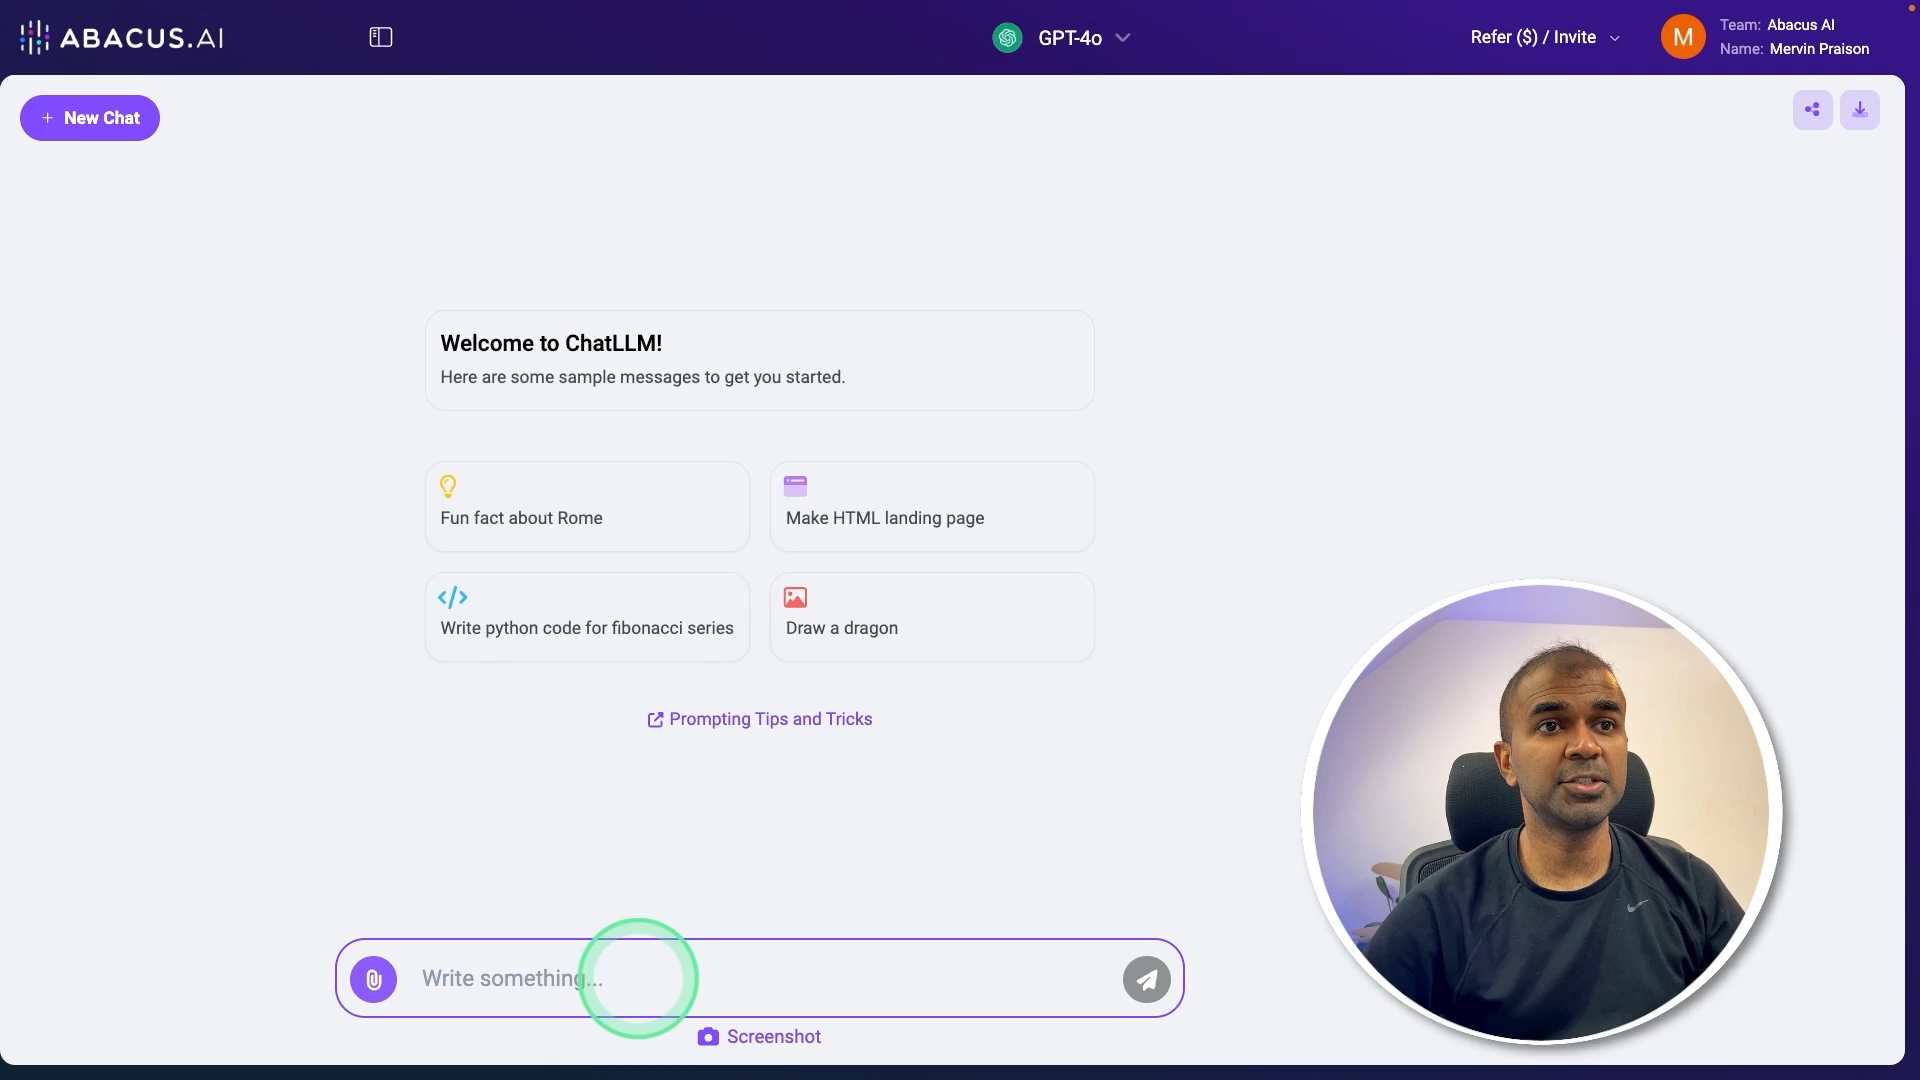 ABACUS.AI
GPT-4o
Refer ($) / Invite
M
Team: Abacus AI
Name: Mervin Praison
+ New Chat
Welcome to ChatLLM!
Here are some sample messages to get you started.
Fun fact about Rome
Make HTML landing page
Write python code for fibonacci series
Draw a dragon
Prompting Tips and Tricks
Write something...
Screenshot